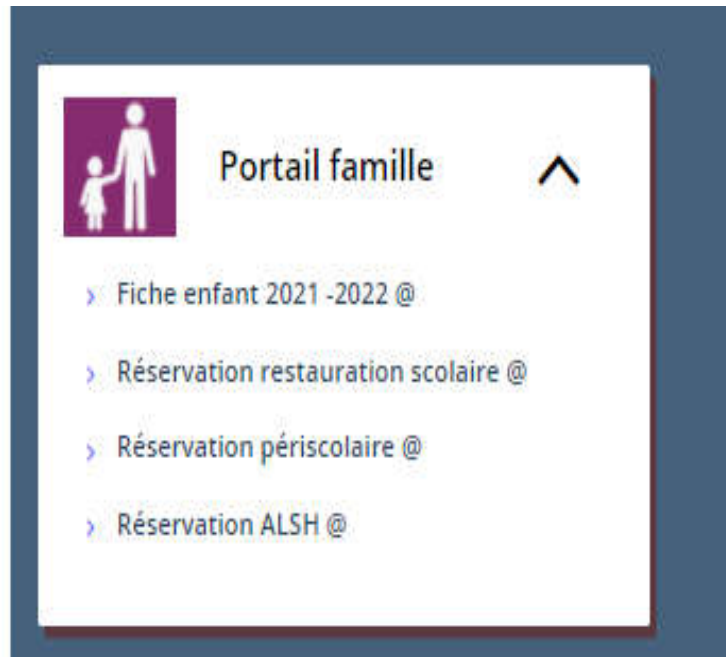 Portail famille
Fiche enfant 2021 -2022 @
Réservation restauration scolaire @
Réservation périscolaire @
Réservation ALSH @